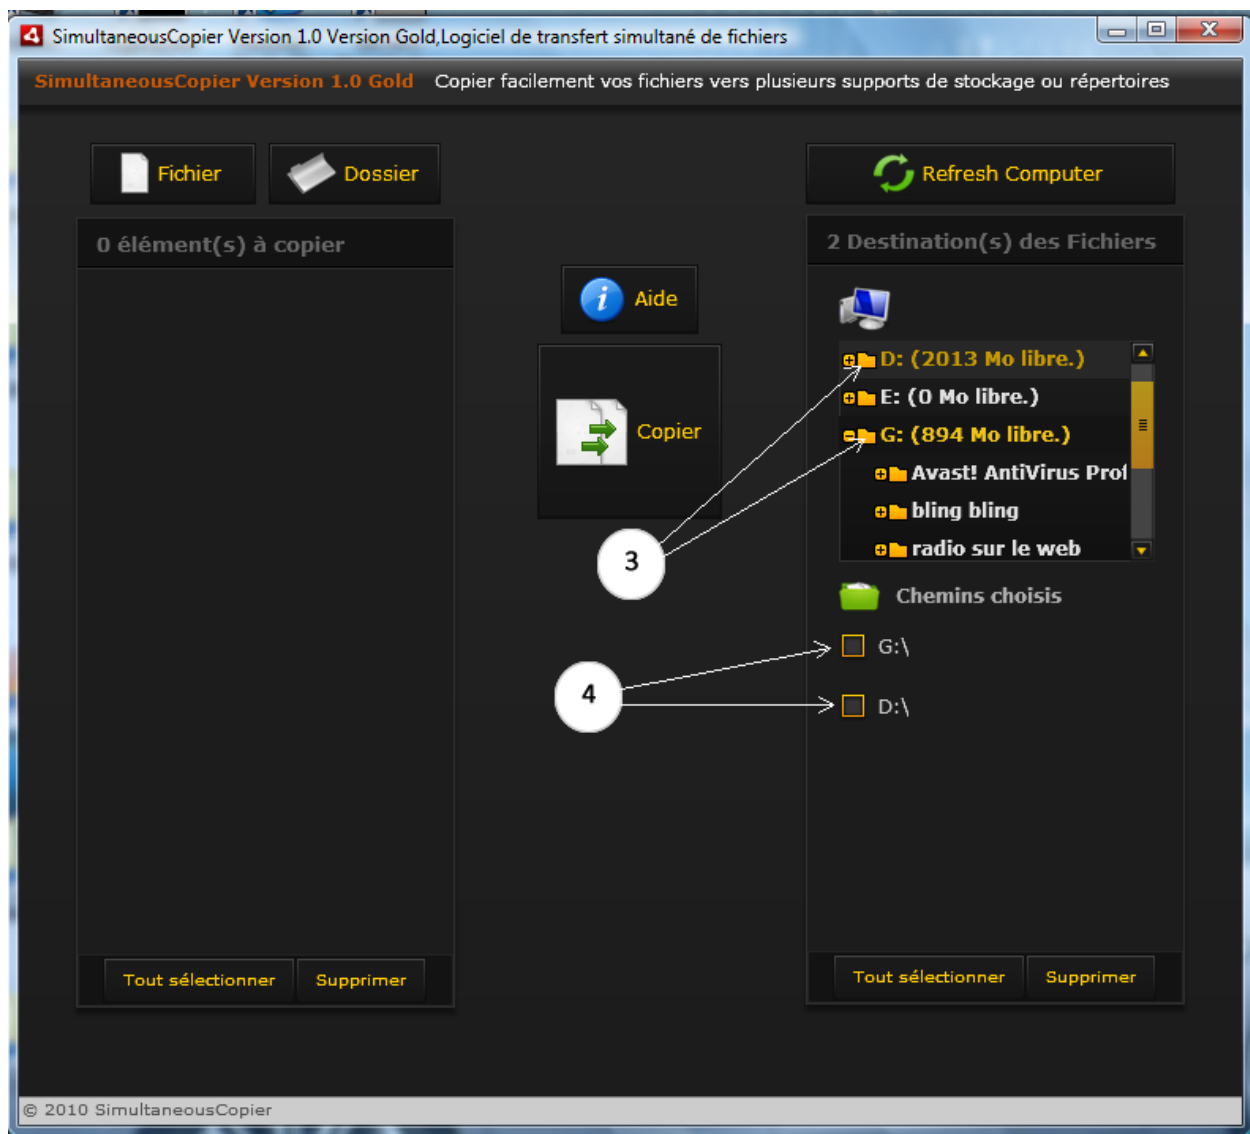 SimultaneousCopier Version 1.0 Version Gold,Logiciel de transfert simultané de fichiers
SimultaneousCopier Version 1.0 Gold Copier facilement vos fichiers vers plusieurs supports de stockage ou répertoires
Fichier
Dossier
Refresh Computer
0 élément(s) à copier
2 Destination(s) des Fichiers
Aide
Copier
D: (2013 Mo libre.)
E: (0 Mo libre.)
G: (894 Mo libre.)
Avast! AntiVirus Prof
bling bling
radio sur le web
3
Chemins choisis
G:\
4
D:\
Tout sélectionner
Supprimer
Tout sélectionner
Supprimer
© 2010 SimultaneousCopier